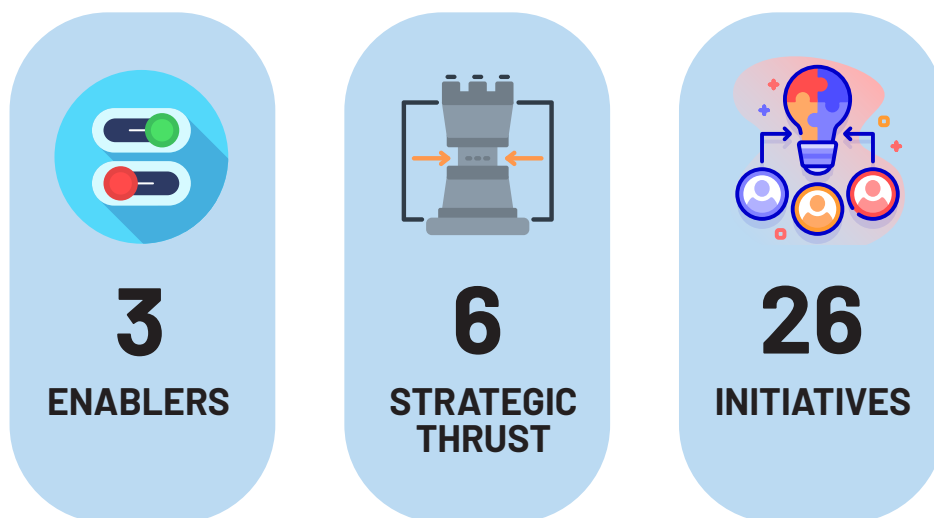 3
ENABLERS
6
STRATEGIC
THRUST
26
INITIATIVES